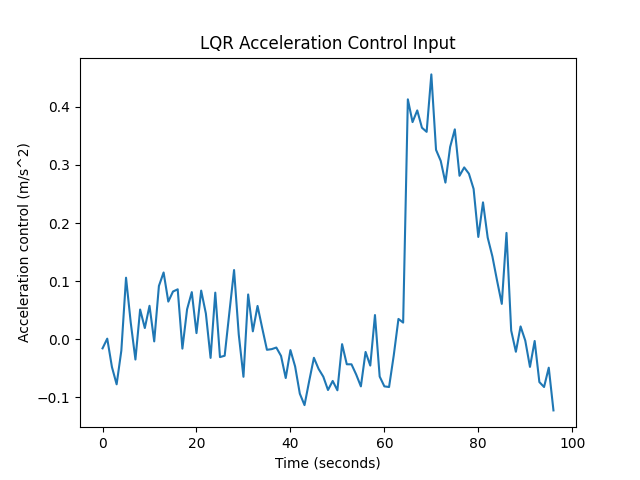 LQR Acceleration Control Input
Acceleration control (m/s^2)
0.4
0.3
0.2
0.1
0.0
−0.1
0 20 40 60 80 100
Time (seconds)